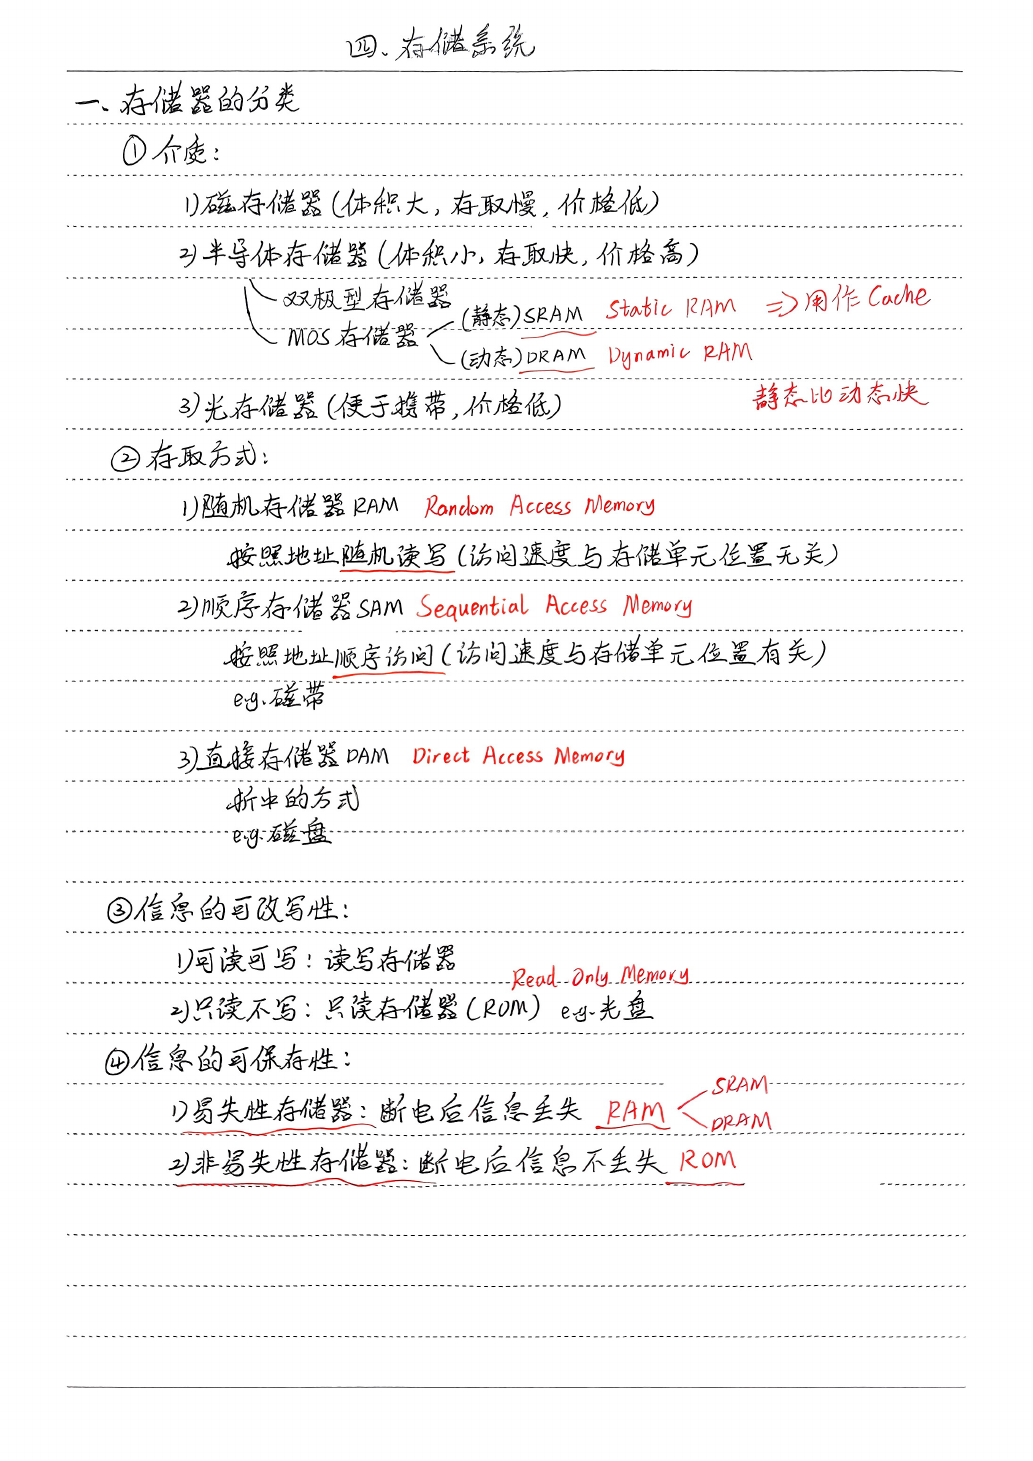 四、存储系统
一、存储器的分类
① 介质：
1) 磁存储器（体积大，存取慢，价格低）
2) 半导体存储器（体积小，存取快，价格高）
双极型存储器
MOS存储器
(静态)SRAM Static RAM ⇒ 用作 Cache
(动态)DRAM Dynamic RAM
静态比动态快
3) 光存储器（便于携带，价格低）
② 存取方式：
1) 随机存储器RAM Random Access Memory
按照地址随机读写（访问速度与存储单元位置无关）
2) 顺序存储器SAM Sequential Access Memory
按照地址顺序访问（访问速度与存储单元位置有关）
e.g.磁带
3) 直接存储器DAM Direct Access Memory
折中的方式
e.g.磁盘
③ 信息的可改写性：
1) 可读可写：读写存储器
Read Only Memory
2) 只读不写：只读存储器（ROM） e.g.光盘
④ 信息的可保存性：
1) 易失性存储器：断电后信息丢失 RAM
SRAM
DRAM
2) 非易失性存储器：断电后信息不丢失 ROM